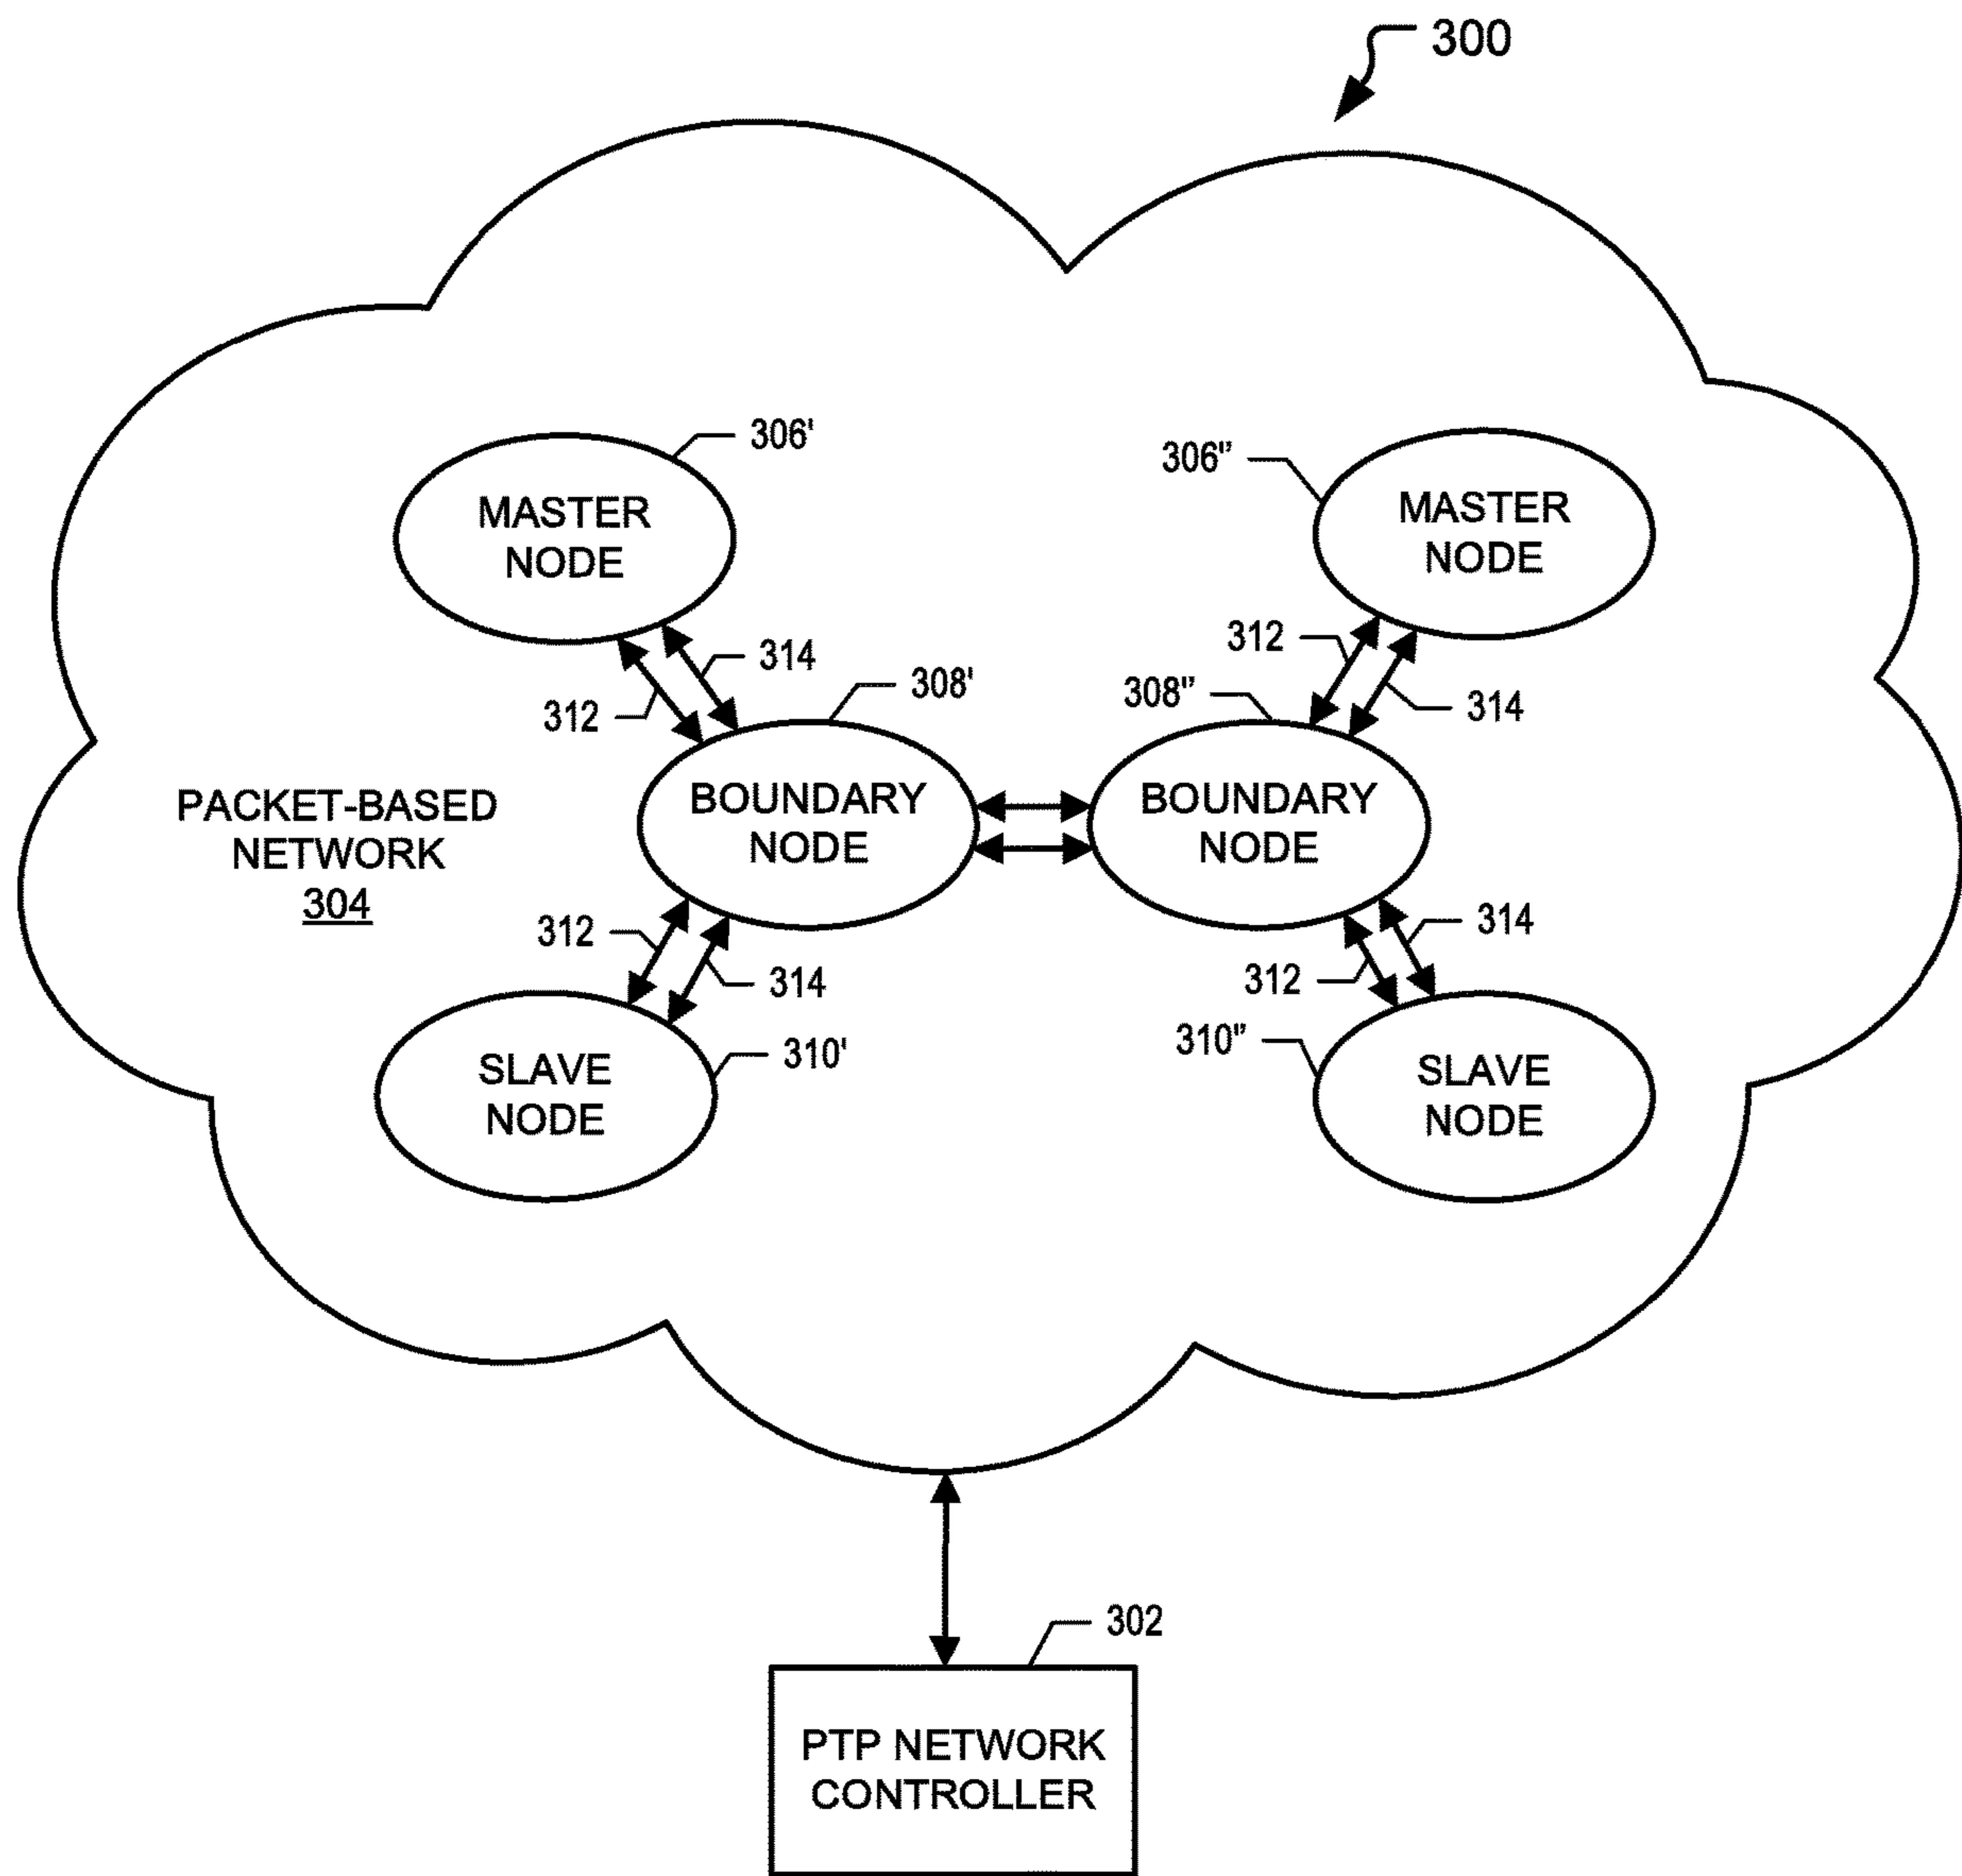 300
306'
306"
MASTER
NODE
MASTER
NODE
314
312
308'
312
308"
314
PACKET-BASED
NETWORK
304
BOUNDARY
NODE
BOUNDARY
NODE
312
314
314
312
310'
310"
SLAVE
NODE
SLAVE
NODE
302
PTP NETWORK
CONTROLLER